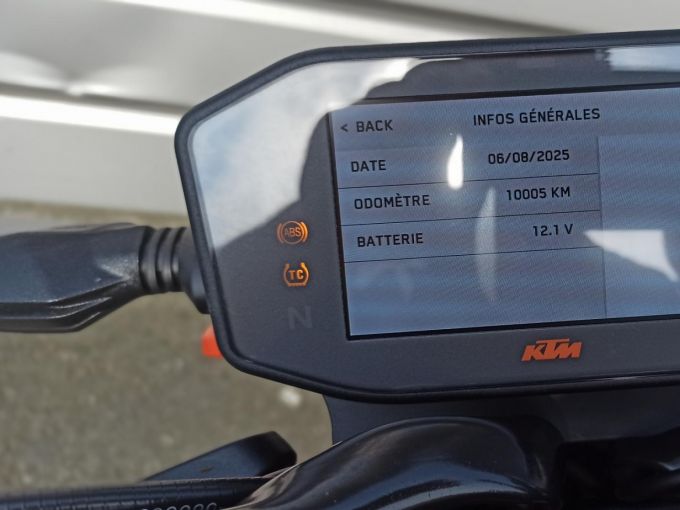 < BACK
INFOS GÉNÉRALES
DATE 06/08/2025
ODOMÈTRE 10005 KM
BATTERIE 12.1 V
ABS
TC
N
KTM